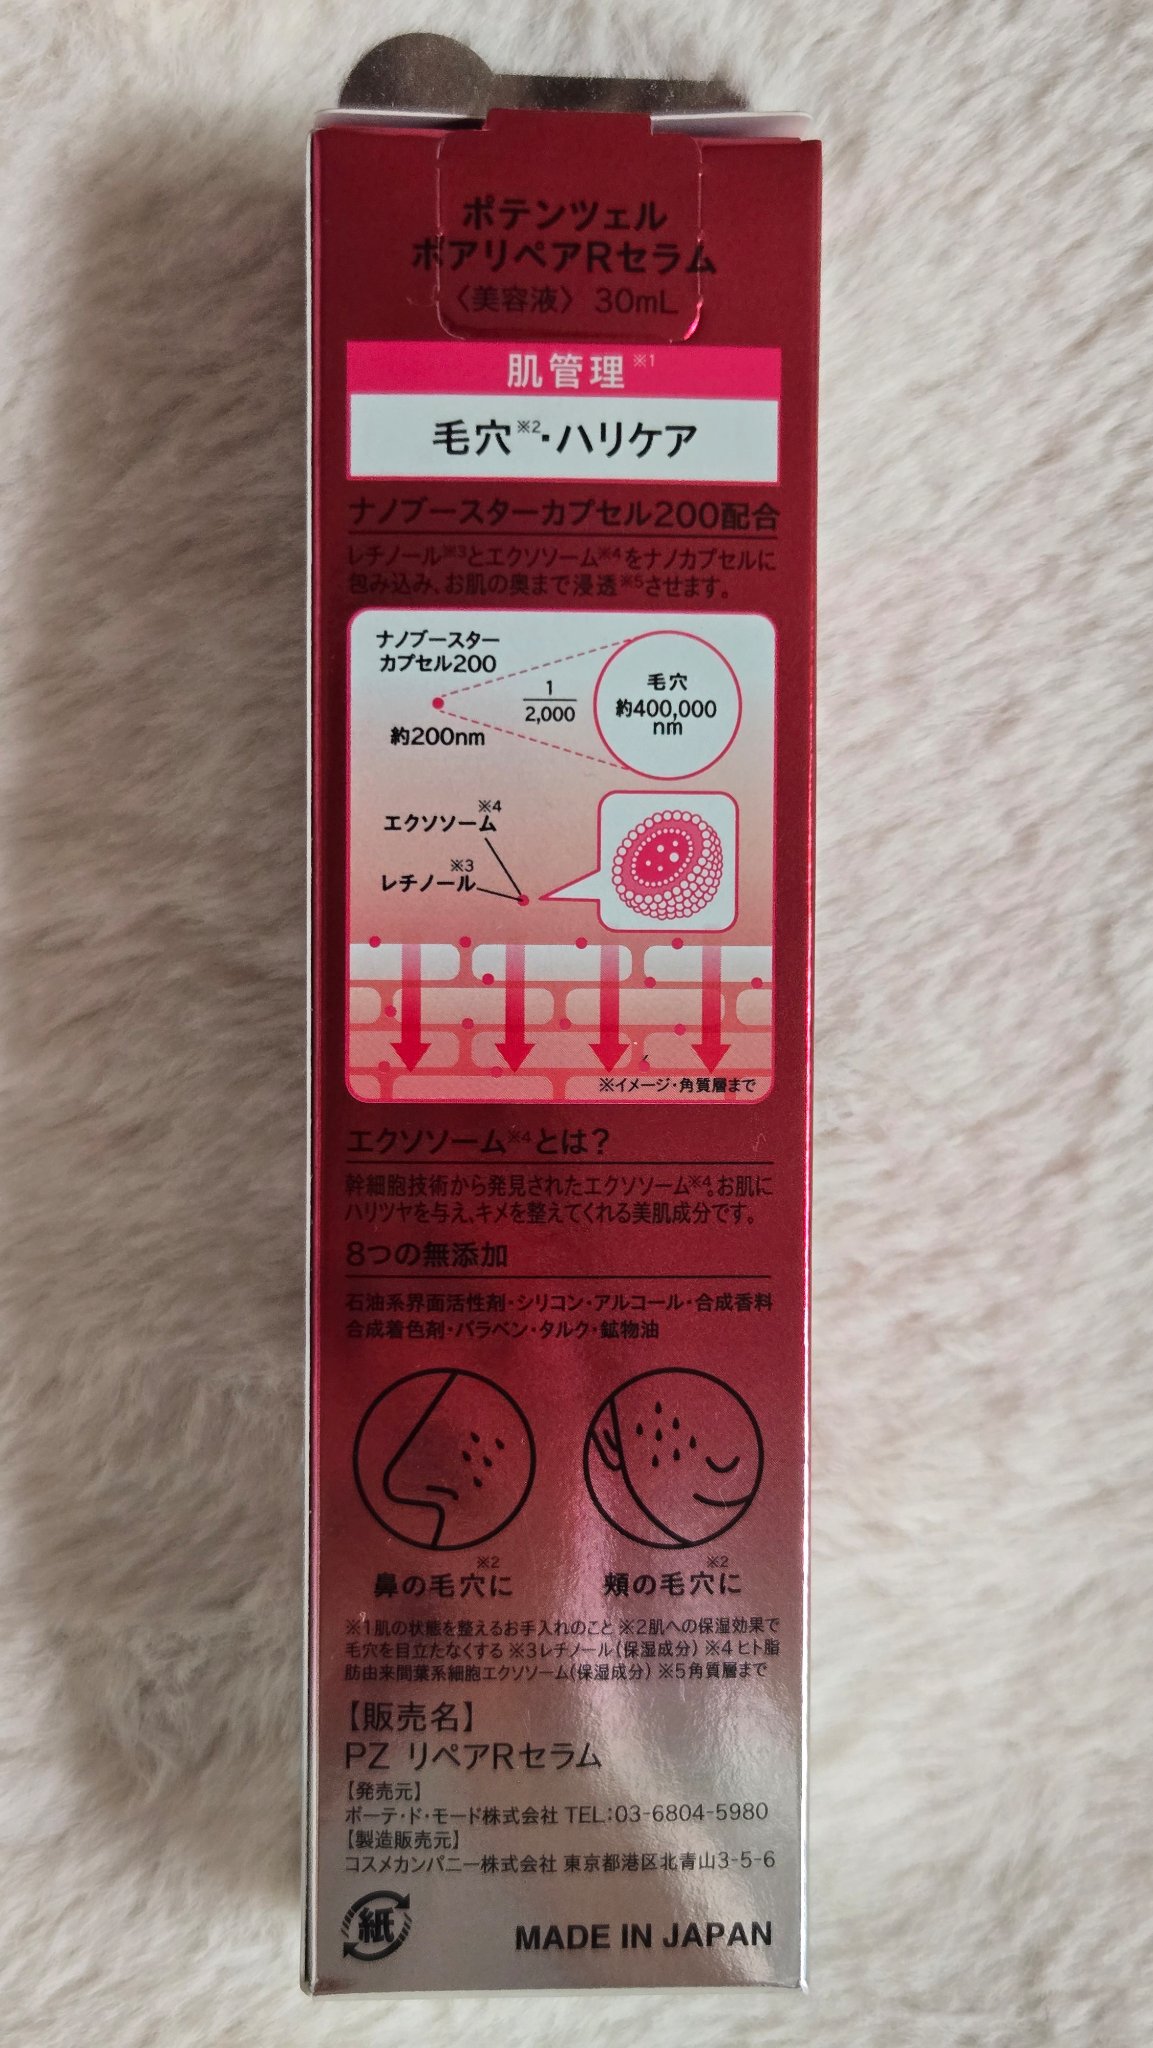 ポテンツェル
ポアリペアRセラム
〈美容液〉 30mL
肌管理※1
毛穴※2・ハリケア
ナノブースターカプセル200配合
レチノール※3とエクソソーム※4をナノカプセルに
包み込み、お肌の奥まで浸透※5させます。
ナノブースター
カプセル200
約200nm
1
2,000
毛穴
約400,000
nm
エクソソーム※4
レチノール※3
※イメージ・角質層まで
エクソソーム※4とは?
幹細胞技術から発見されたエクソソーム※4。お肌に
ハリツヤを与え、キメを整えてくれる美肌成分です。
8つの無添加
石油系界面活性剤・シリコン・アルコール・合成香料
合成着色剤・パラベン・タルク・鉱物油
鼻の毛穴※2に
頬の毛穴※2に
※1肌の状態を整えるお手入れのこと ※2肌への保湿効果で
毛穴を目立たなくする ※3レチノール(保湿成分) ※4ヒト脂
肪由来間葉系細胞エクソソーム(保湿成分) ※5角質層まで
【販売名】
PZ リペアRセラム
【発売元】
ボーテ・ド・モード株式会社 TEL:03-6804-5980
【製造販売元】
コスメカンパニー株式会社 東京都港区北青山3-5-6
紙
MADE IN JAPAN